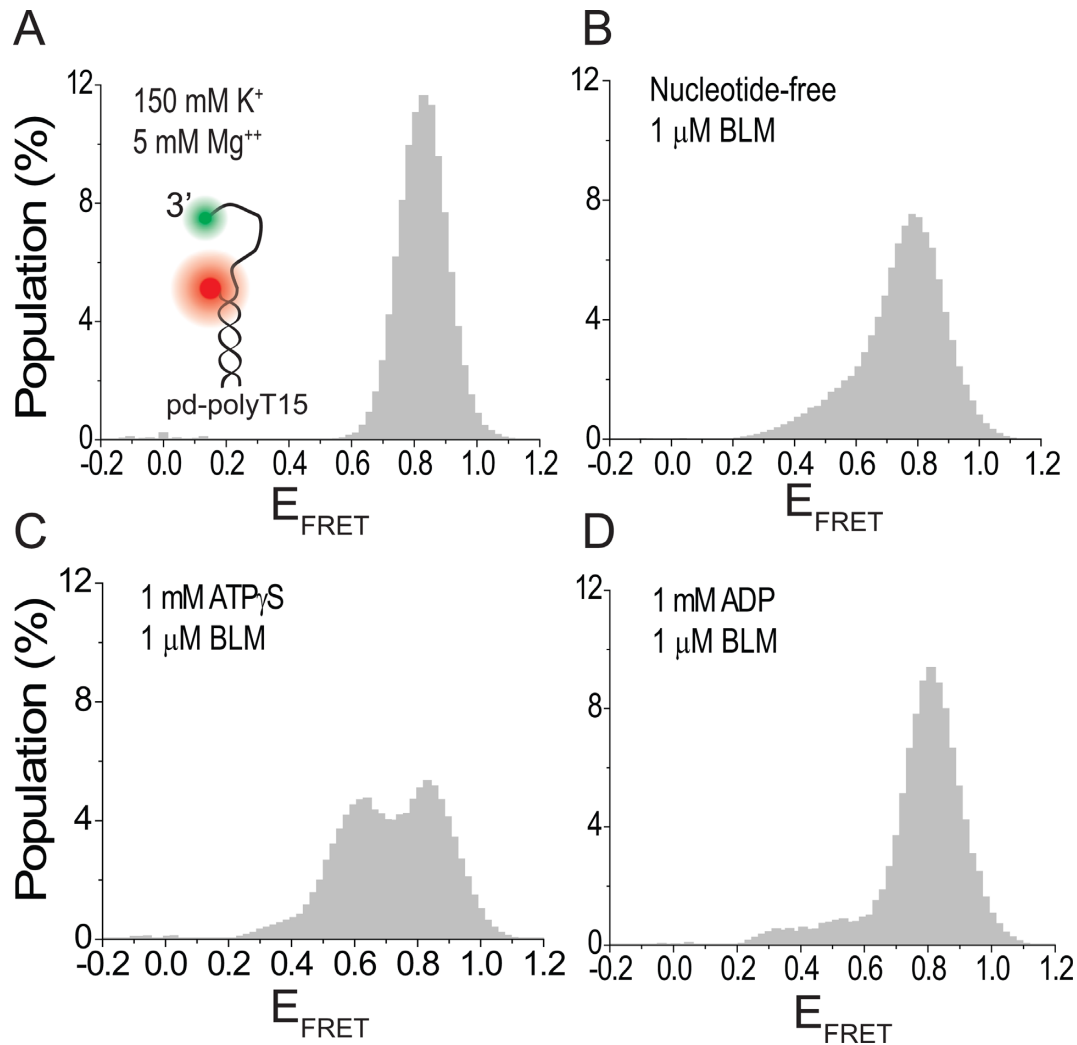 A
12
8
4
0
Population (%)
150 mM K⁺
5 mM Mg⁺⁺
3'
pd-polyT15
-0.2 0.0 0.2 0.4 0.6 0.8 1.0 1.2
E_FRET
B
12
8
4
0
Nucleotide-free
1 μM BLM
-0.2 0.0 0.2 0.4 0.6 0.8 1.0 1.2
E_FRET
C
12
8
4
0
Population (%)
1 mM ATPγS
1 μM BLM
-0.2 0.0 0.2 0.4 0.6 0.8 1.0 1.2
E_FRET
D
12
8
4
0
1 mM ADP
1 μM BLM
-0.2 0.0 0.2 0.4 0.6 0.8 1.0 1.2
E_FRET